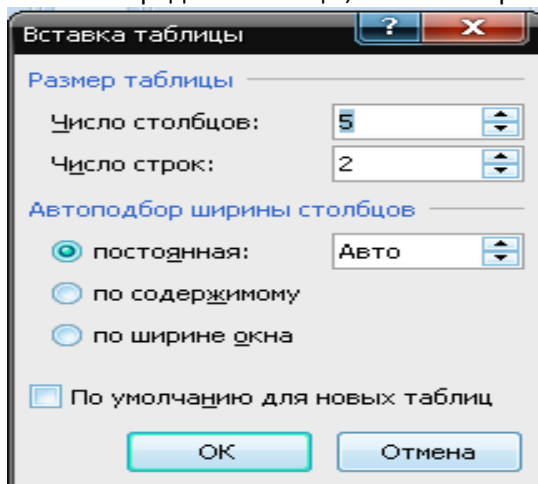 Вставка таблицы
?
X
Размер таблицы
Число столбцов:
5
Число строк:
2
Автоподбор ширины столбцов
постоянная:
Авто
по содержимому
по ширине окна
По умолчанию для новых таблиц
ОК
Отмена